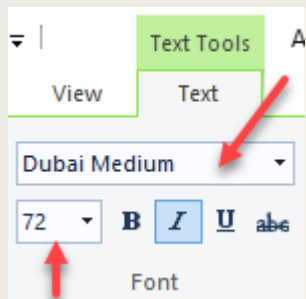 Text Tools A
View Text
Dubai Medium
72 B I U abc
Font